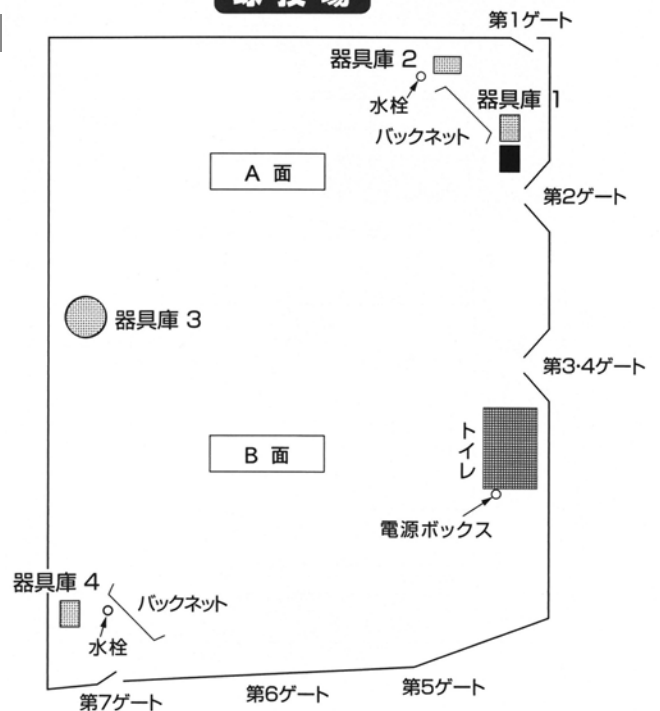 球技場
第1ゲート
器具庫 2
水栓
器具庫 1
バックネット
A 面
第2ゲート
器具庫 3
第3・4ゲート
B 面
トイレ
電源ボックス
器具庫 4
バックネット
水栓
第5ゲート
第6ゲート
第7ゲート